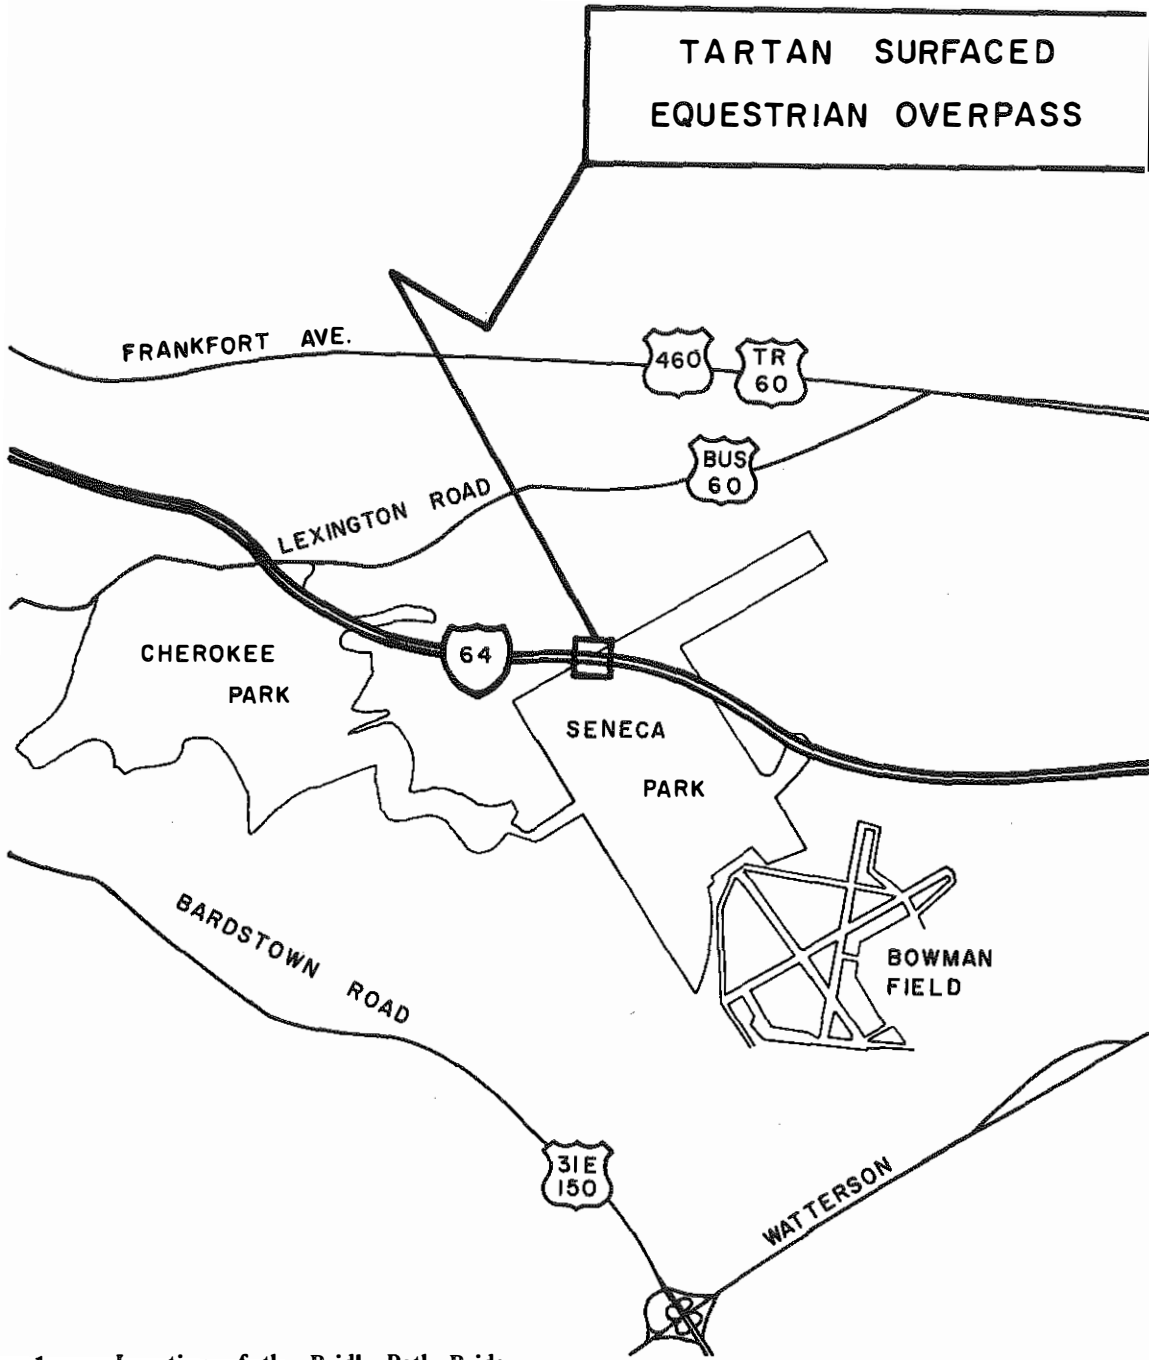 TARTAN SURFACED
EQUESTRIAN OVERPASS
FRANKFORT AVE.
460
TR
60
BUS
60
LEXINGTON ROAD
64
CHEROKEE
PARK
SENECA
PARK
BARDSTOWN ROAD
BOWMAN
FIELD
31E
150
WATTERSON